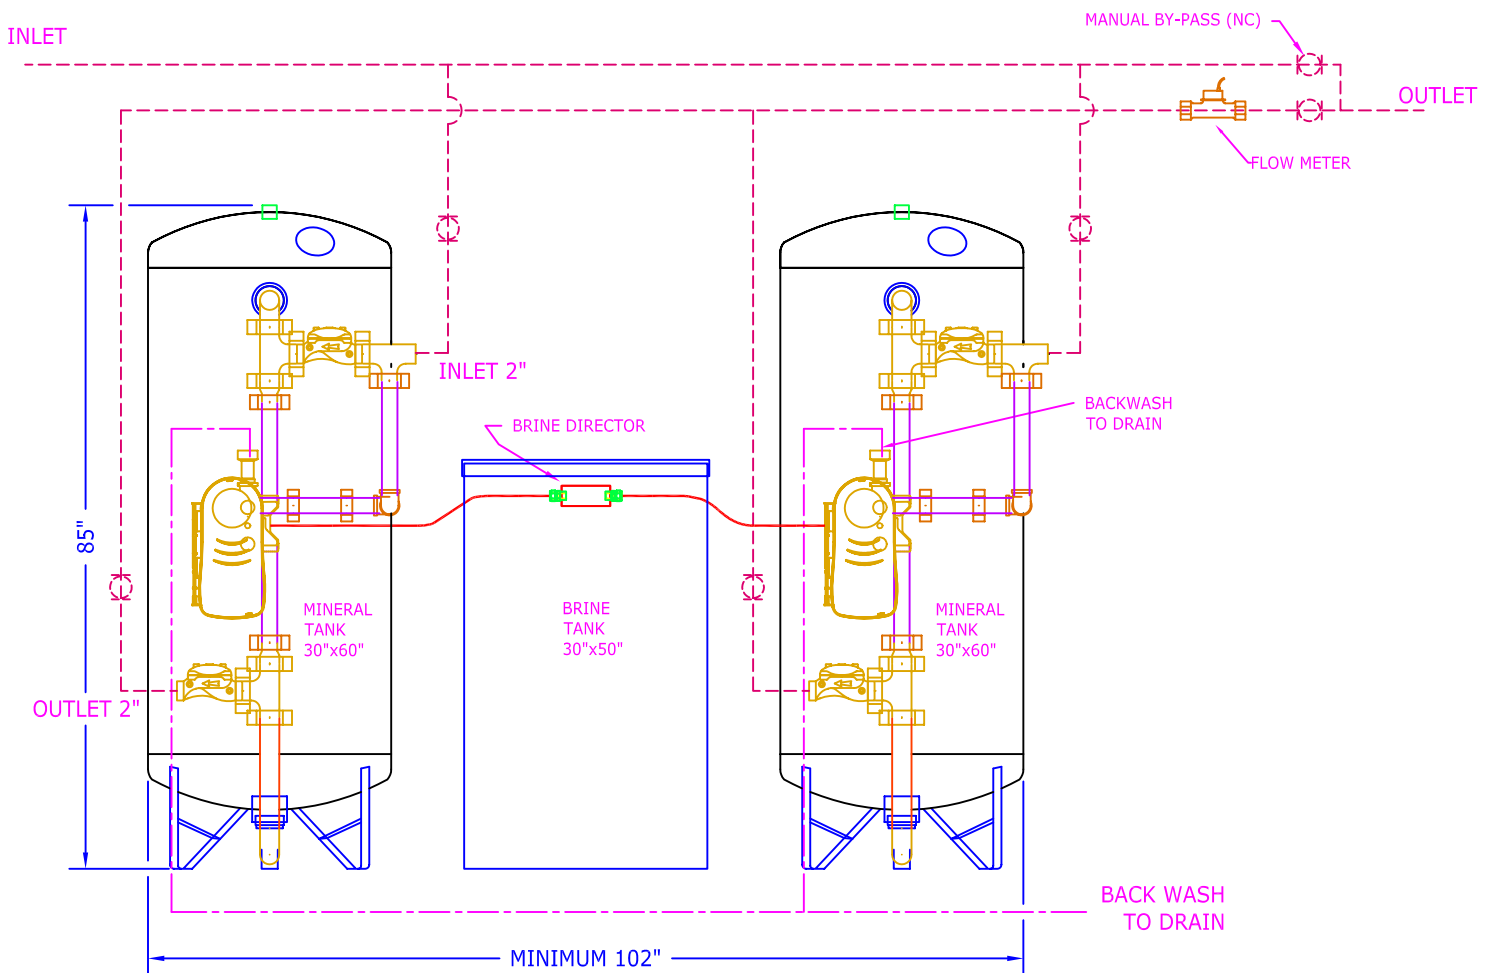 MANUAL BY-PASS (NC)
INLET
OUTLET
FLOW METER
INLET 2"
BACKWASH
TO DRAIN
BRINE DIRECTOR
85"
MINERAL
TANK
30"x60"
BRINE
TANK
30"x50"
MINERAL
TANK
30"x60"
OUTLET 2"
BACK WASH
TO DRAIN
MINIMUM 102"